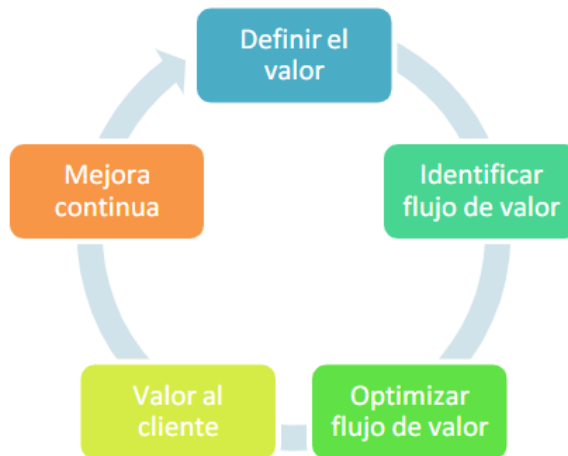 Definir el
valor
Identificar
flujo de valor
Optimizar
flujo de valor
Valor al
cliente
Mejora
continua